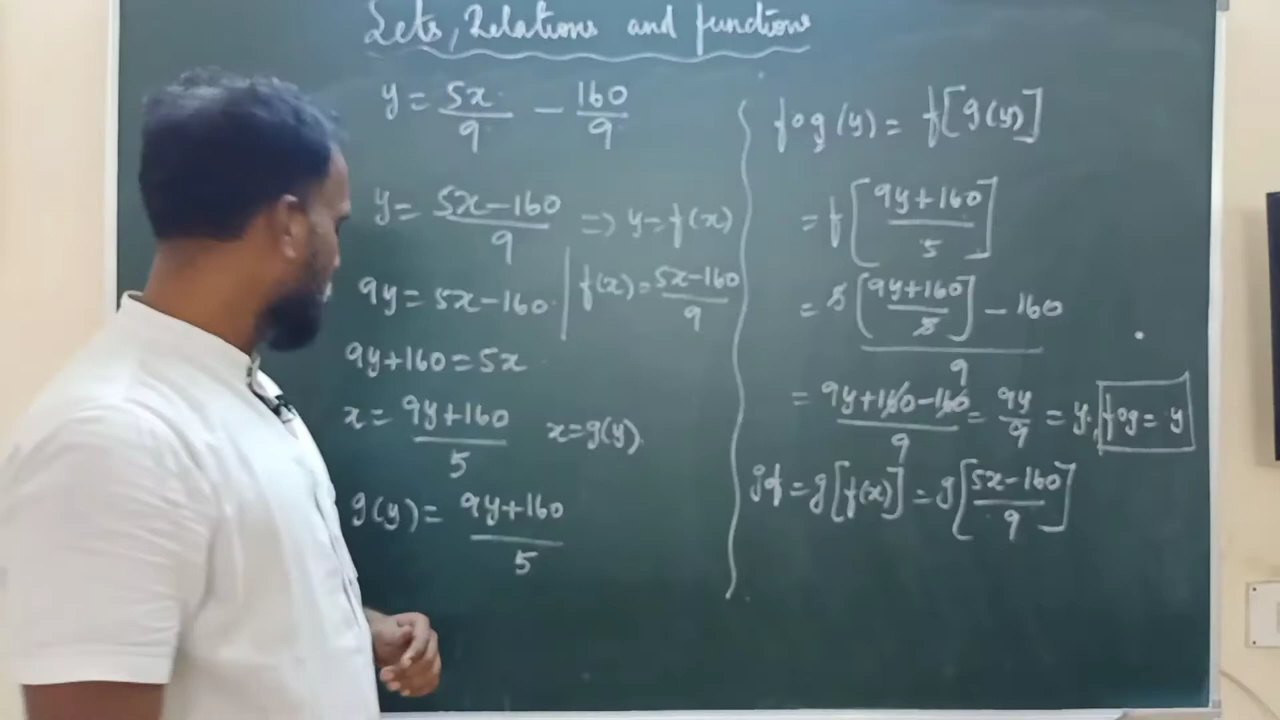 Sets, Relations and functions
y = 5x/9 − 160/9
y = 5x−160/9 => y=f(x)
9y = 5x−160 | f(x) = 5x−160/9
9y+160=5x
x = 9y+160/5 x=g(y)
g(y) = 9y+160/5
fog(y) = f[g(y)]
= f[9y+160/5]
= 5[9y+160/5] − 160/9
= 9y+160−160/9 = 9y/9 = y, fog = y
gof = g[f(x)] = g[5x−160/9]